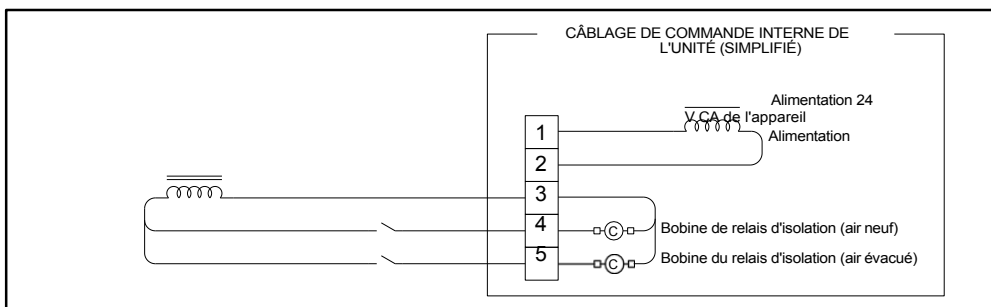 CÂBLAGE DE COMMANDE INTERNE DE
L'UNITÉ (SIMPLIFIÉ)
Alimentation 24
V CA de l'appareil
Alimentation
1
2
3
4
5
C
Bobine de relais d'isolation (air neuf)
C
Bobine du relais d'isolation (air évacué)